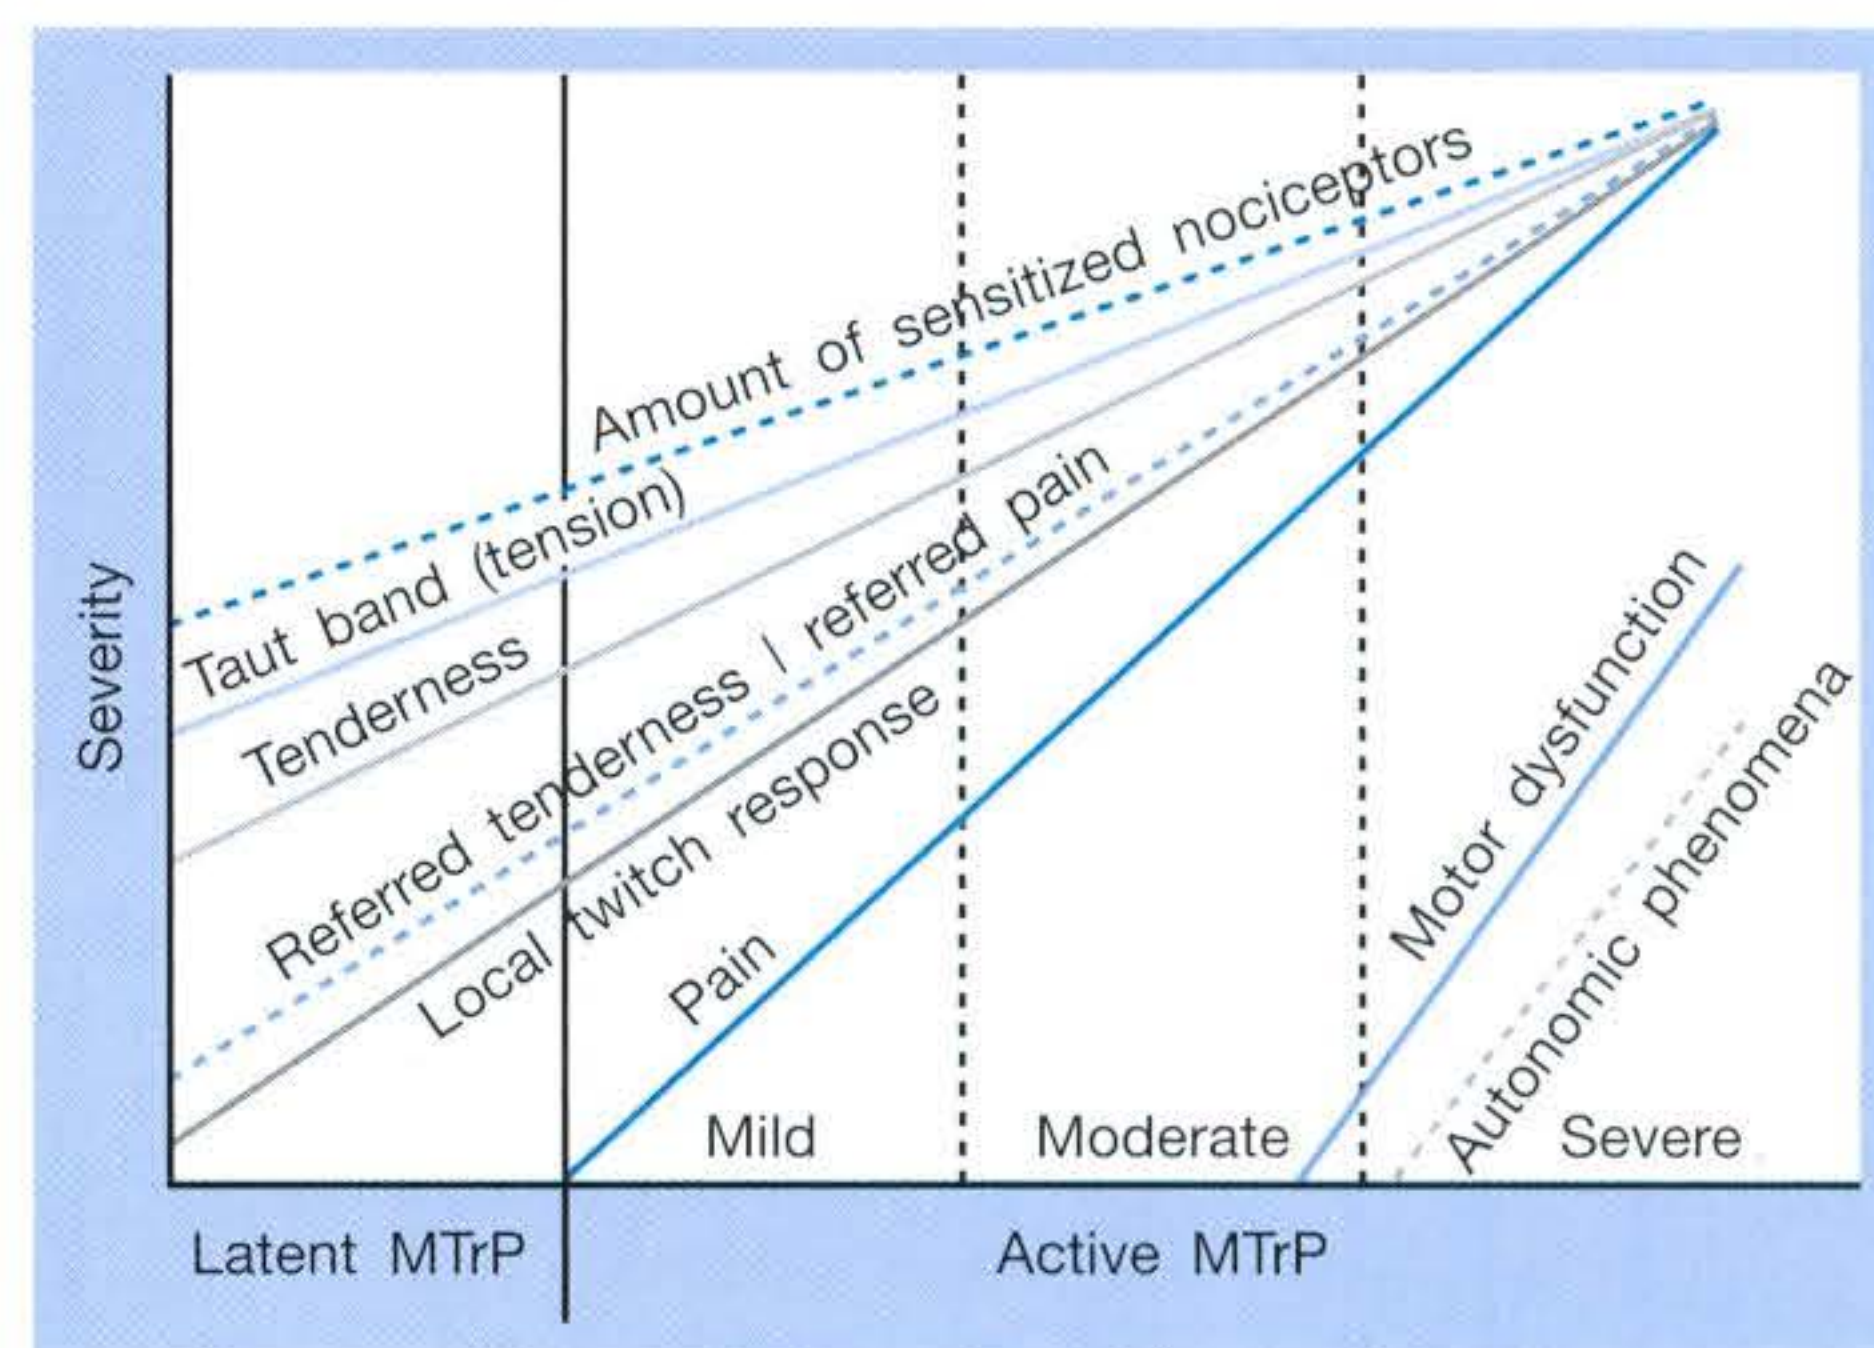 Severity
Amount of sensitized nociceptors
Taut band (tension)
Tenderness
Referred tenderness | referred pain
Local twitch response
Pain
Motor dysfunction
Autonomic phenomena
Mild
Moderate
Severe
Latent MTrP
Active MTrP